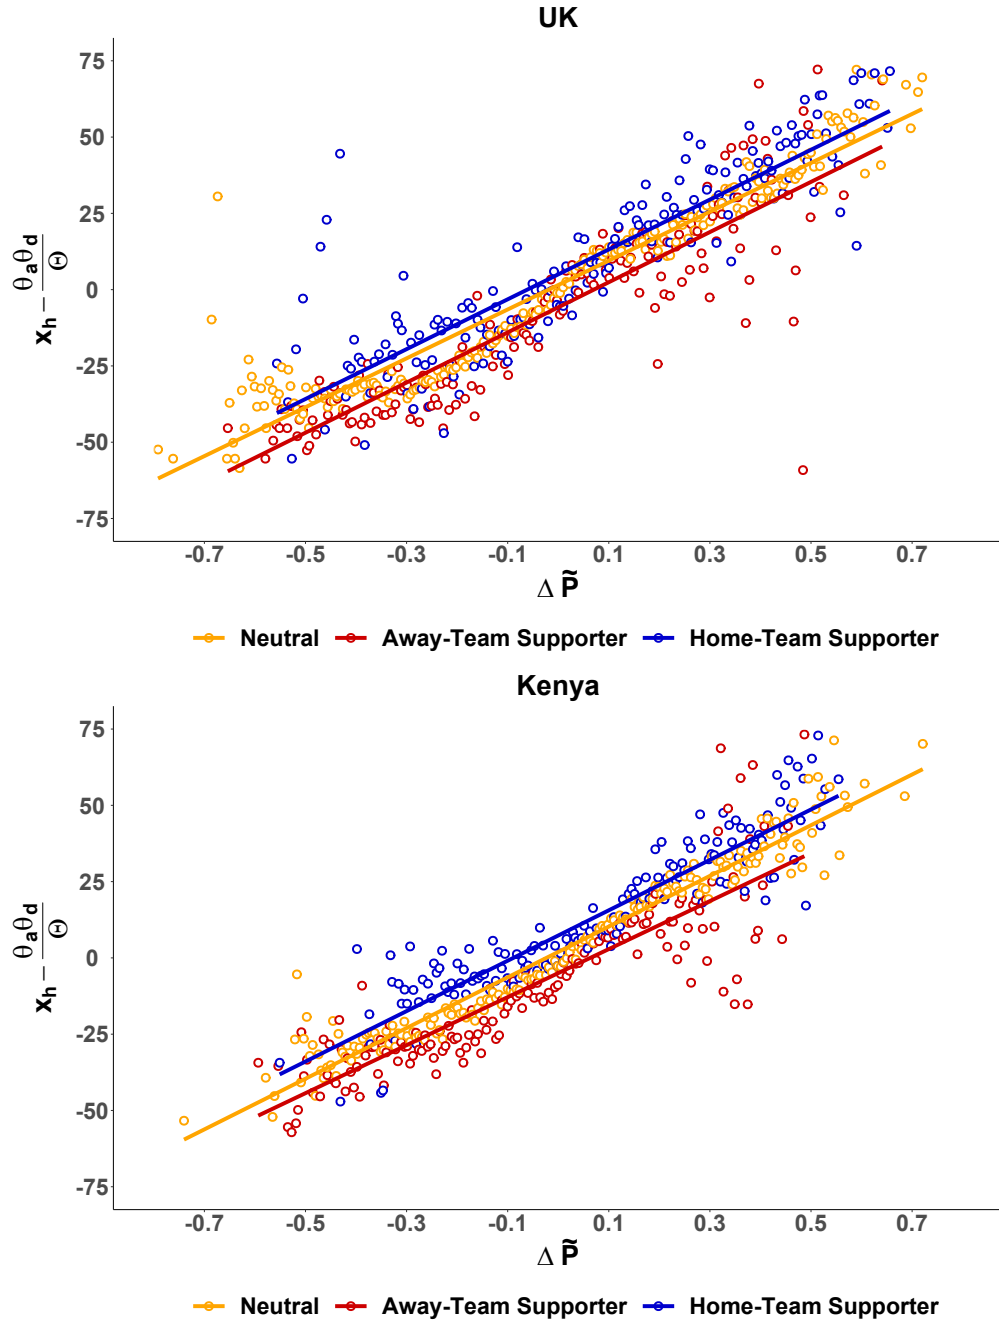 UK
75
50
25
0
-25
-50
-75
x_h − θ_aθ_d/Θ
-0.7 -0.5 -0.3 -0.1 0.1 0.3 0.5 0.7
Δ P̃
Neutral Away-Team Supporter Home-Team Supporter
Kenya
75
50
25
0
-25
-50
-75
x_h − θ_aθ_d/Θ
-0.7 -0.5 -0.3 -0.1 0.1 0.3 0.5 0.7
Δ P̃
Neutral Away-Team Supporter Home-Team Supporter